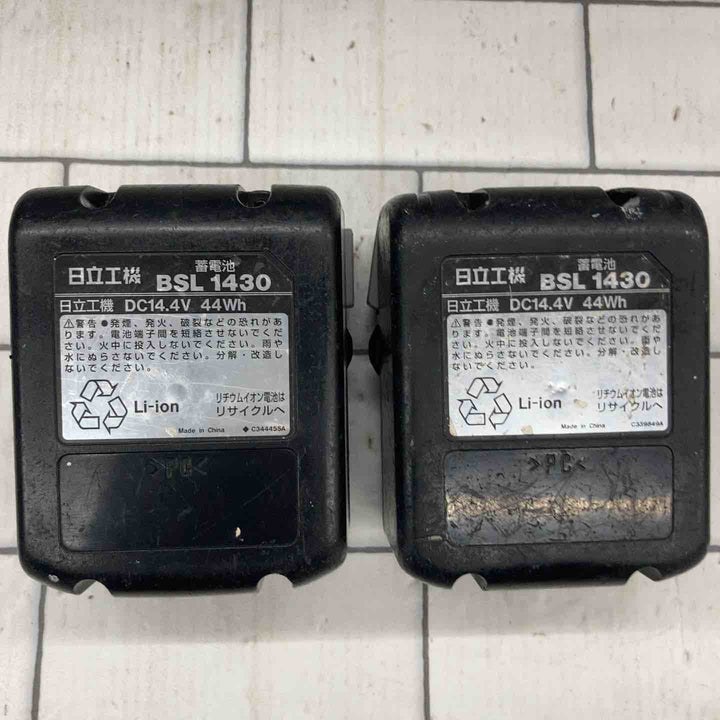 日立工機 蓄電池
BSL 1430
日立工機 DC14.4V 44Wh
⚠警告 ●発煙、発火、破裂などの恐れが
あります。電池端子間を短絡させないでくだ
さい。火中に投入しないでください。雨や
水にぬらさないでください。分解・改造し
ないでください。
Li-ion
リチウムイオン電池は
リサイクルへ
Made in China ◆ C344455A
>PC<
日立工機 蓄電池
BSL 1430
日立工機 DC14.4V 44Wh
⚠警告 ●発煙、発火、破裂などの恐れが
あります。電池端子間を短絡させないでくだ
さい。火中に投入しないでください。雨や
水にぬらさないでください。分解・改造し
ないでください。
Li-ion
リチウムイオン電池は
リサイクルへ
Made in China C339849A
>PC<